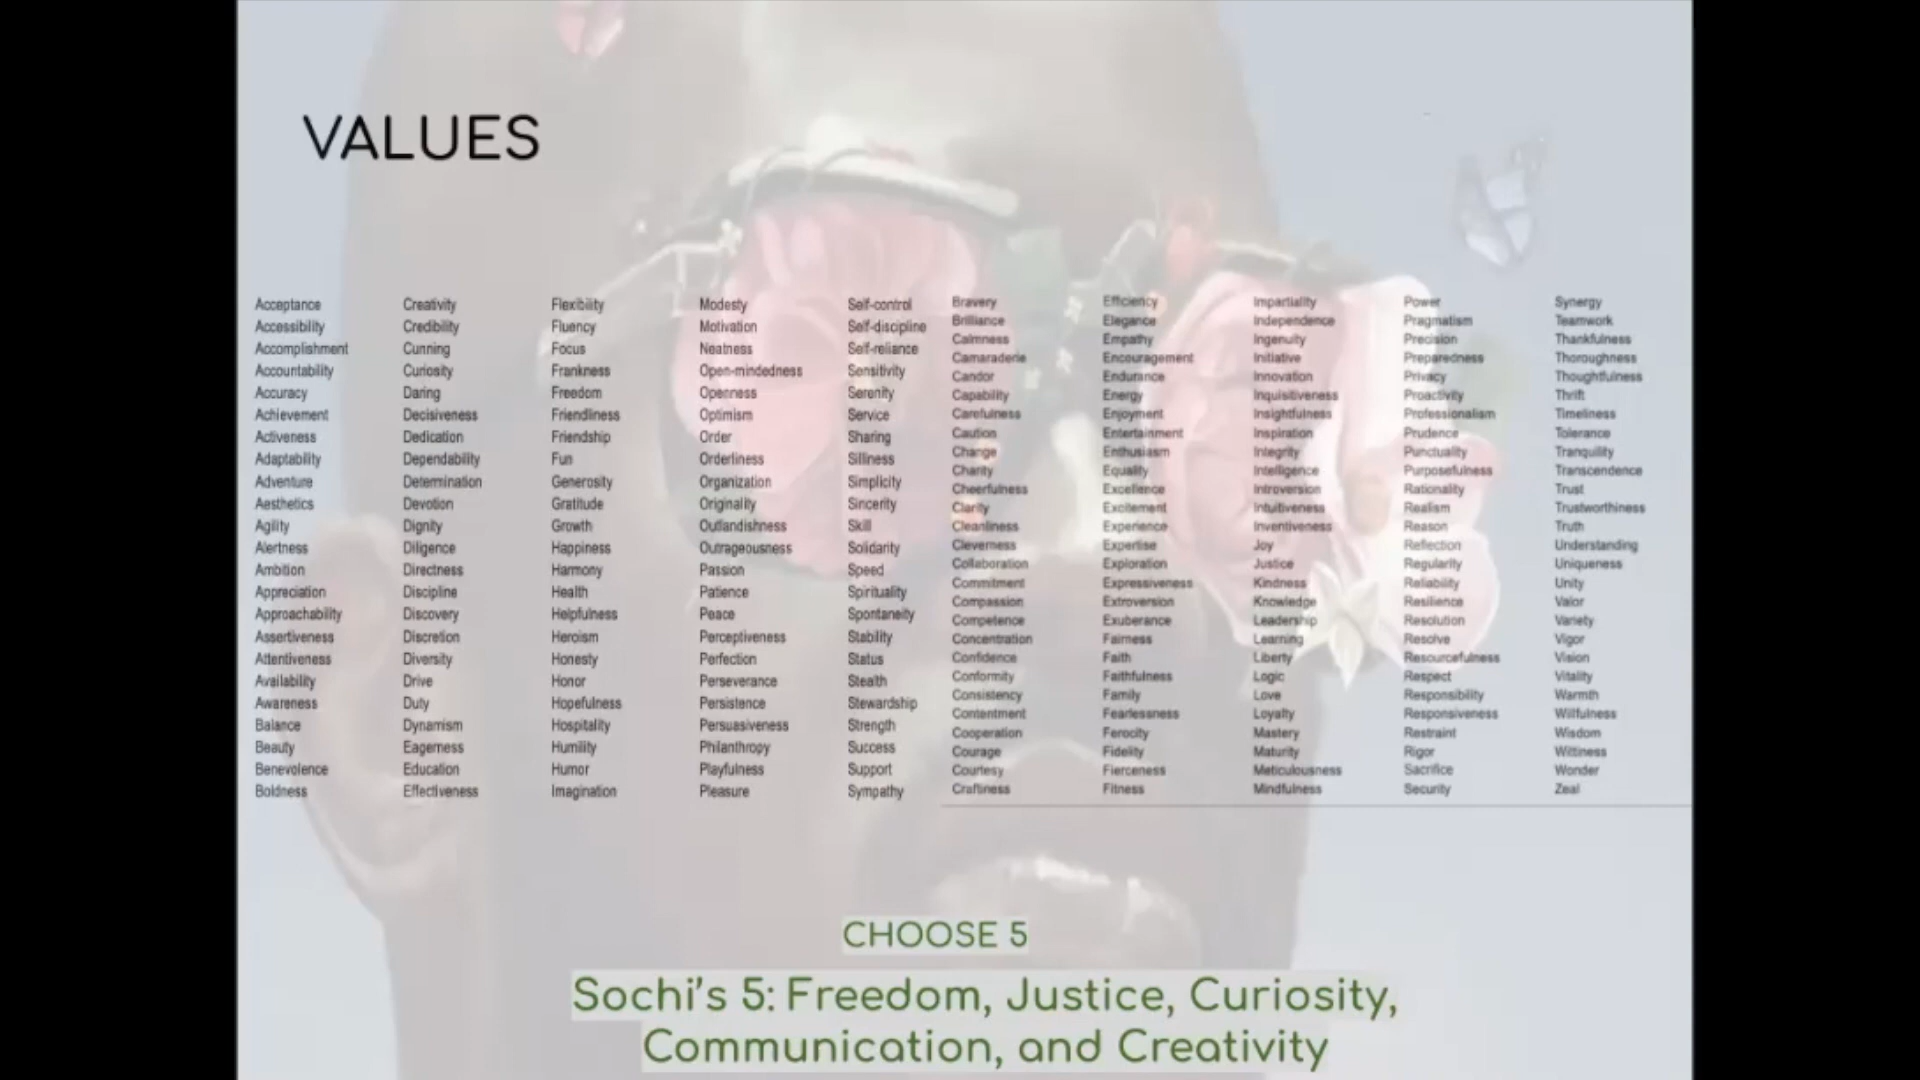 VALUES
Acceptance Creativity Flexibility Modesty Self-control Bravery Efficiency Impartiality Power Synergy
Accessibility Credibility Fluency Motivation Self-discipline Brilliance Elegance Independence Pragmatism Teamwork
Accomplishment Cunning Focus Neatness Self-reliance Calmness Empathy Ingenuity Precision Thankfulness
Accountability Curiosity Frankness Open-mindedness Sensitivity Camaraderie Encouragement Initiative Preparedness Thoroughness
Accuracy Daring Freedom Openness Serenity Candor Endurance Innovation Privacy Thoughtfulness
Achievement Decisiveness Friendliness Optimism Service Capability Energy Inquisitiveness Proactivity Thrift
Activeness Dedication Friendship Order Sharing Carefulness Enjoyment Insightfulness Professionalism Timeliness
Adaptability Dependability Fun Orderliness Silliness Caution Entertainment Inspiration Prudence Tolerance
Adventure Determination Generosity Organization Simplicity Change Enthusiasm Integrity Punctuality Tranquility
Aesthetics Devotion Gratitude Originality Sincerity Charity Equality Intelligence Purposefulness Transcendence
Agility Dignity Growth Outlandishness Skill Cheerfulness Excellence Introversion Rationality Trust
Alertness Diligence Happiness Outrageousness Solidarity Clarity Excitement Intuitiveness Realism Trustworthiness
Ambition Directness Harmony Passion Speed Cleanliness Experience Inventiveness Reason Truth
Appreciation Discipline Health Patience Spirituality Cleverness Expertise Joy Reflection Understanding
Approachability Discovery Helpfulness Peace Spontaneity Collaboration Exploration Justice Regularity Uniqueness
Assertiveness Discretion Heroism Perceptiveness Stability Commitment Expressiveness Kindness Reliability Unity
Attentiveness Diversity Honesty Perfection Status Compassion Extroversion Knowledge Resilience Valor
Availability Drive Honor Perseverance Stealth Competence Exuberance Leadership Resolution Variety
Awareness Duty Hopefulness Persistence Stewardship Concentration Fairness Learning Resolve Vigor
Balance Dynamism Hospitality Persuasiveness Strength Confidence Faith Liberty Resourcefulness Vision
Beauty Eagerness Humility Philanthropy Success Conformity Faithfulness Logic Respect Vitality
Benevolence Education Humor Playfulness Support Consistency Family Love Responsibility Warmth
Boldness Effectiveness Imagination Pleasure Sympathy Contentment Fearlessness Loyalty Responsiveness Willfulness
Cooperation Ferocity Mastery Restraint Wisdom
Courage Fidelity Maturity Rigor Wittiness
Courtesy Fierceness Meticulousness Sacrifice Wonder
Craftiness Fitness Mindfulness Security Zeal
CHOOSE 5
Sochi's 5: Freedom, Justice, Curiosity,
Communication, and Creativity